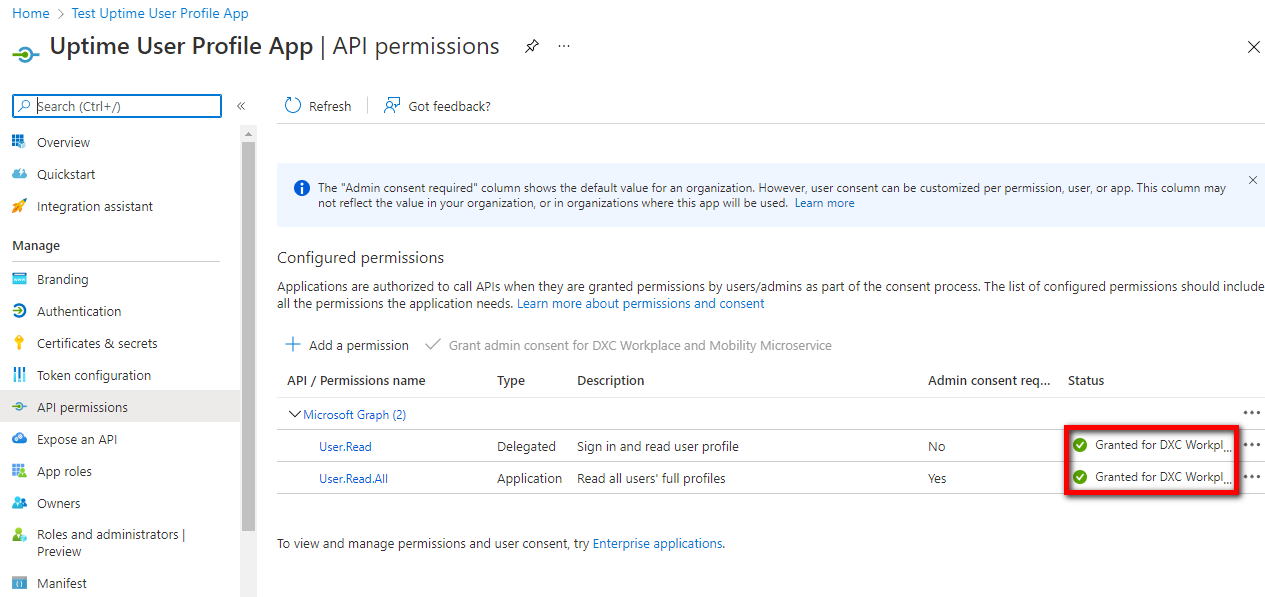 Home > Test Uptime User Profile App
Uptime User Profile App | API permissions ...
Search (Ctrl+/)
«
Overview
Quickstart
Integration assistant
Manage
Branding
Authentication
Certificates & secrets
Token configuration
API permissions
Expose an API
App roles
Owners
Roles and administrators |
Preview
Manifest
Refresh
Got feedback?
The "Admin consent required" column shows the default value for an organization. However, user consent can be customized per permission, user, or app. This column may
not reflect the value in your organization, or in organizations where this app will be used. Learn more
Configured permissions
Applications are authorized to call APIs when they are granted permissions by users/admins as part of the consent process. The list of configured permissions should include
all the permissions the application needs. Learn more about permissions and consent
Add a permission
Grant admin consent for DXC Workplace and Mobility Microservice
API / Permissions name Type Description Admin consent req... Status
Microsoft Graph (2)
User.Read Delegated Sign in and read user profile No Granted for DXC Workpl...
User.Read.All Application Read all users' full profiles Yes Granted for DXC Workpl...
To view and manage permissions and user consent, try Enterprise applications.